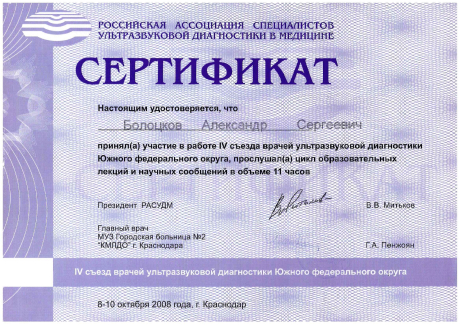 РОССИЙСКАЯ АССОЦИАЦИЯ СПЕЦИАЛИСТОВ
УЛЬТРАЗВУКОВОЙ ДИАГНОСТИКИ В МЕДИЦИНЕ
СЕРТИФИКАТ
Настоящим удостоверяется, что
Болоцков Александр Сергеевич
принял(а) участие в работе IV съезда врачей ультразвуковой диагностики
Южного федерального округа, прослушал(а) цикл образовательных
лекций и научных сообщений в объеме 11 часов
Президент РАСУДМ
В.В. Митьков
Главный врач
МУЗ Городская больница №2
"КМЛДО" г. Краснодара
Г.А. Пенжоян
IV съезд врачей ультразвуковой диагностики Южного федерального округа
8-10 октября 2008 года, г. Краснодар